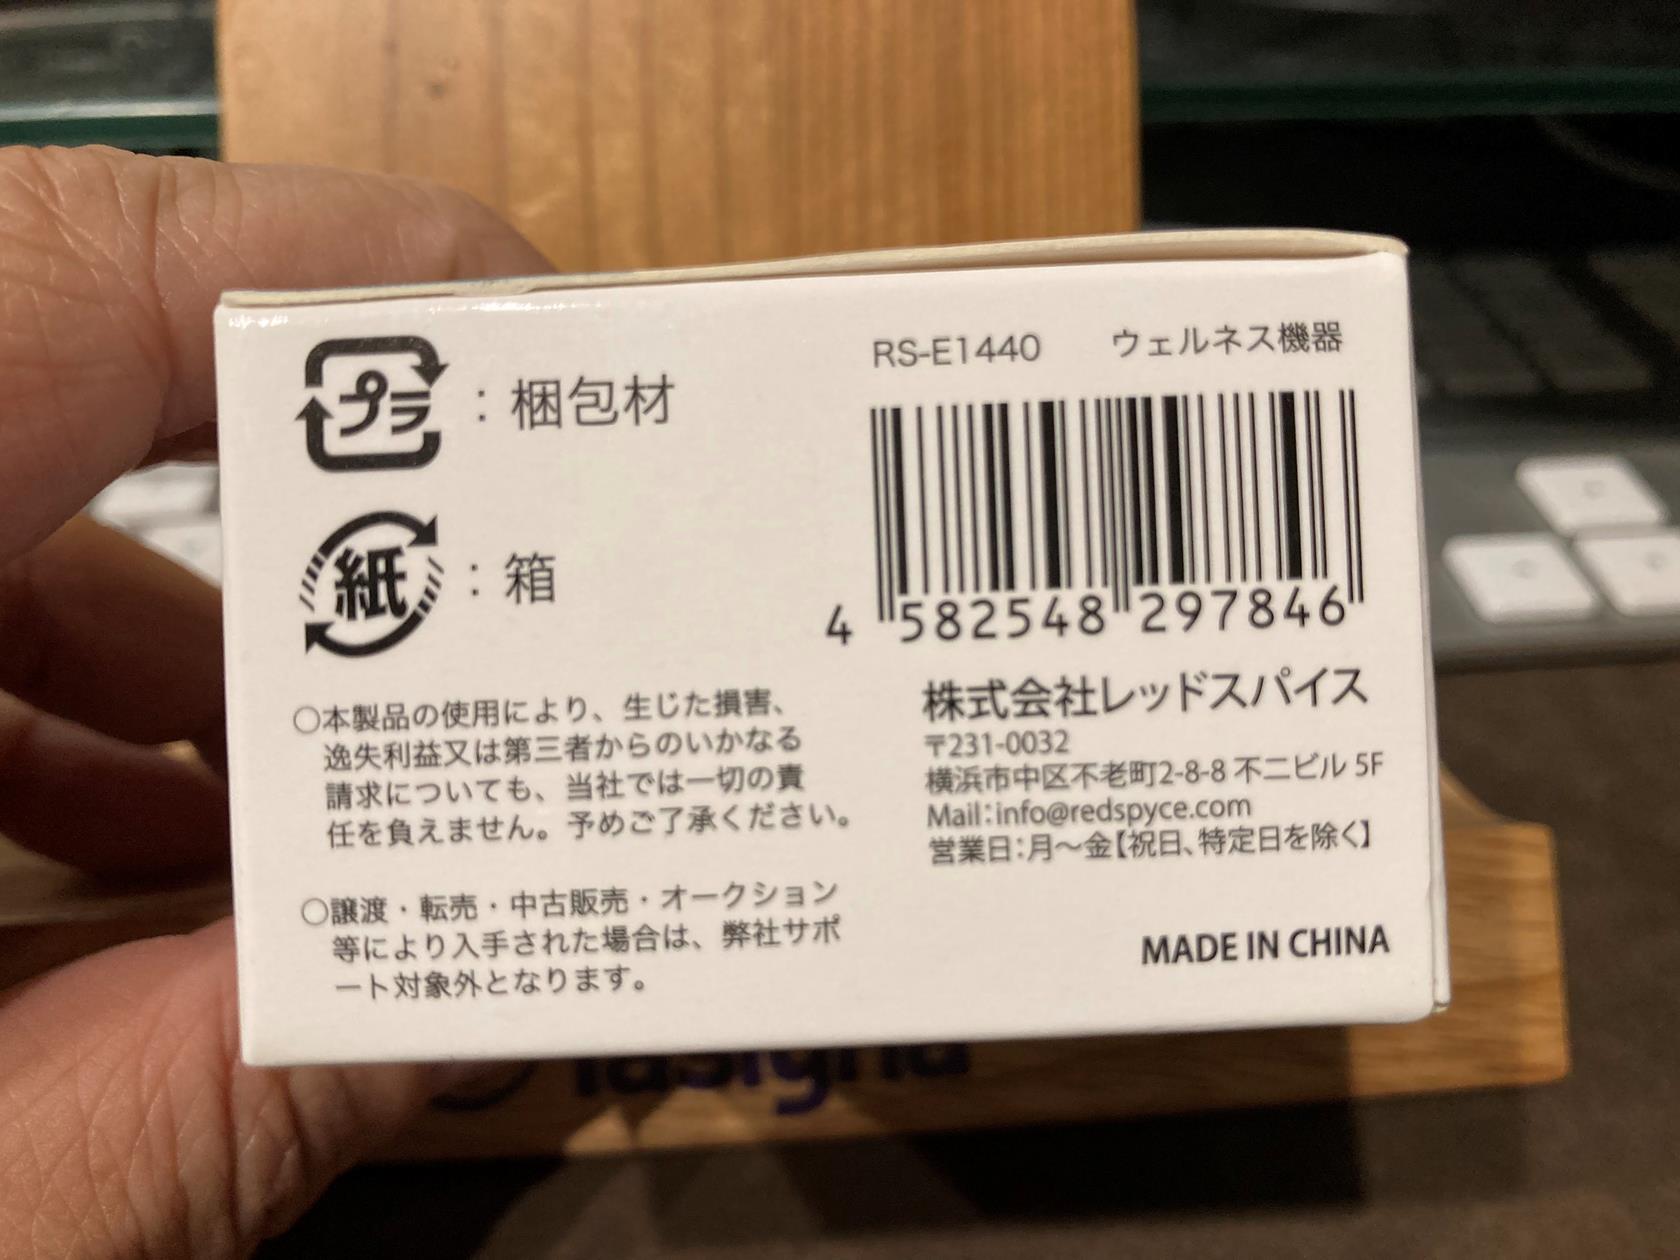 プラ：梱包材
紙：箱
○本製品の使用により、生じた損害、
逸失利益又は第三者からのいかなる
請求についても、当社では一切の責
任を負えません。予めご了承ください。
○譲渡・転売・中古販売・オークション
等により入手された場合は、弊社サポ
ート対象外となります。
RS-E1440 ウェルネス機器
4 582548 297846
株式会社レッドスパイス
〒231-0032
横浜市中区不老町2-8-8 不二ビル 5F
Mail：info@redspyce.com
営業日：月～金【祝日、特定日を除く】
MADE IN CHINA